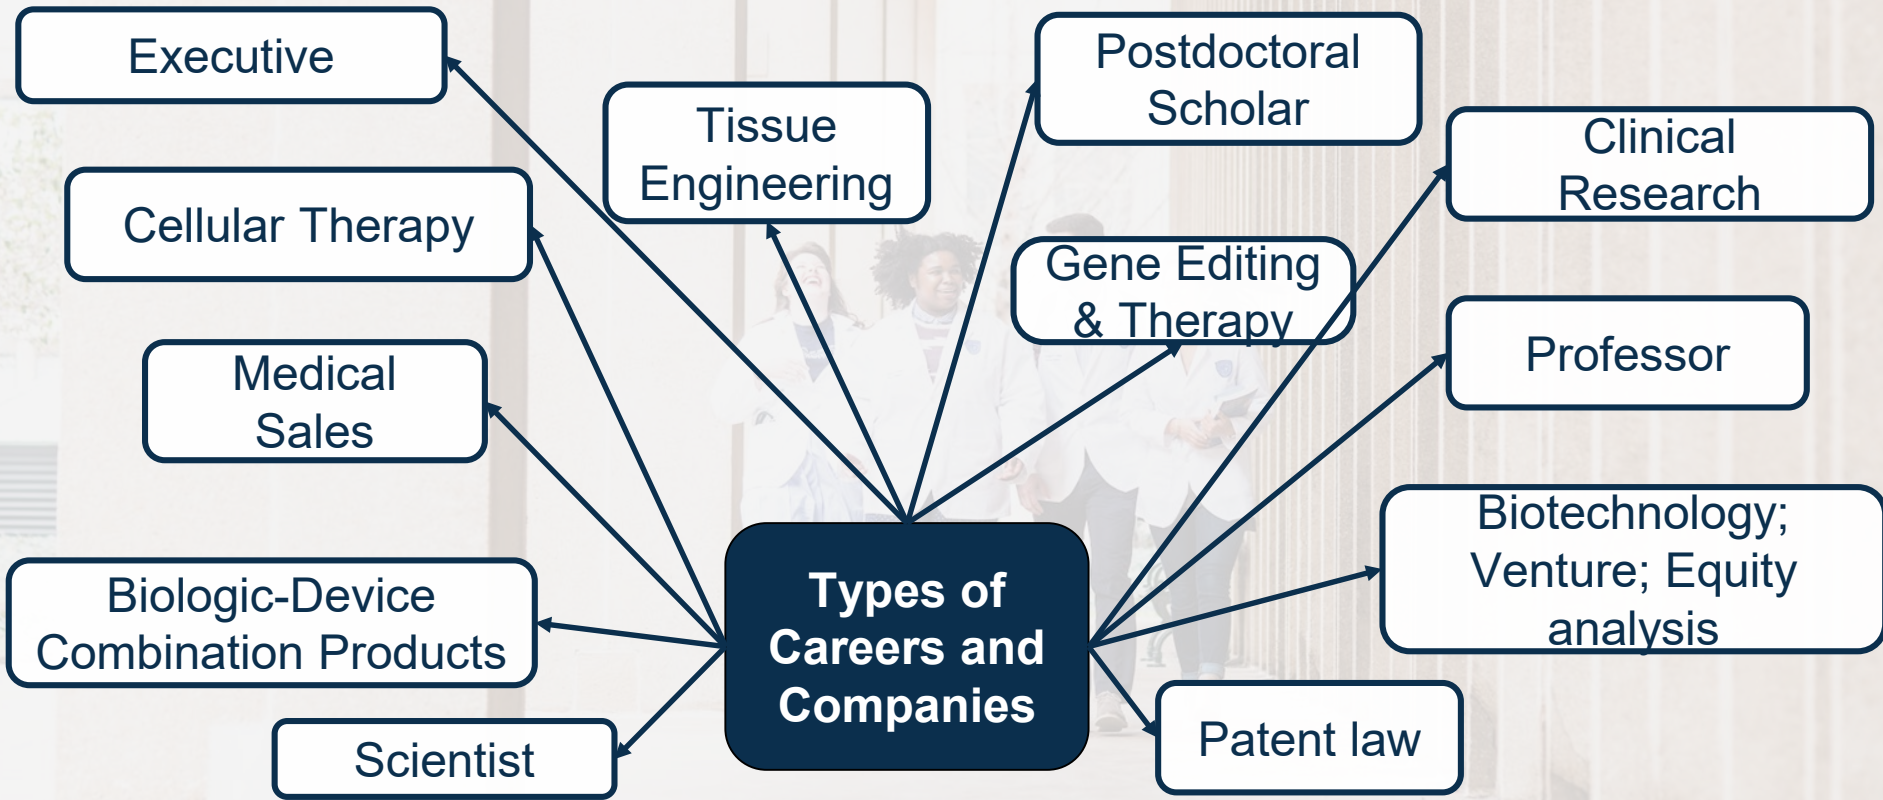 Executive
Postdoctoral
Scholar
Tissue
Engineering
Clinical
Research
Cellular Therapy
Gene Editing
& Therapy
Medical
Sales
Professor
Biotechnology;
Venture; Equity
analysis
Biologic-Device
Combination Products
Types of
Careers and
Companies
Scientist
Patent law